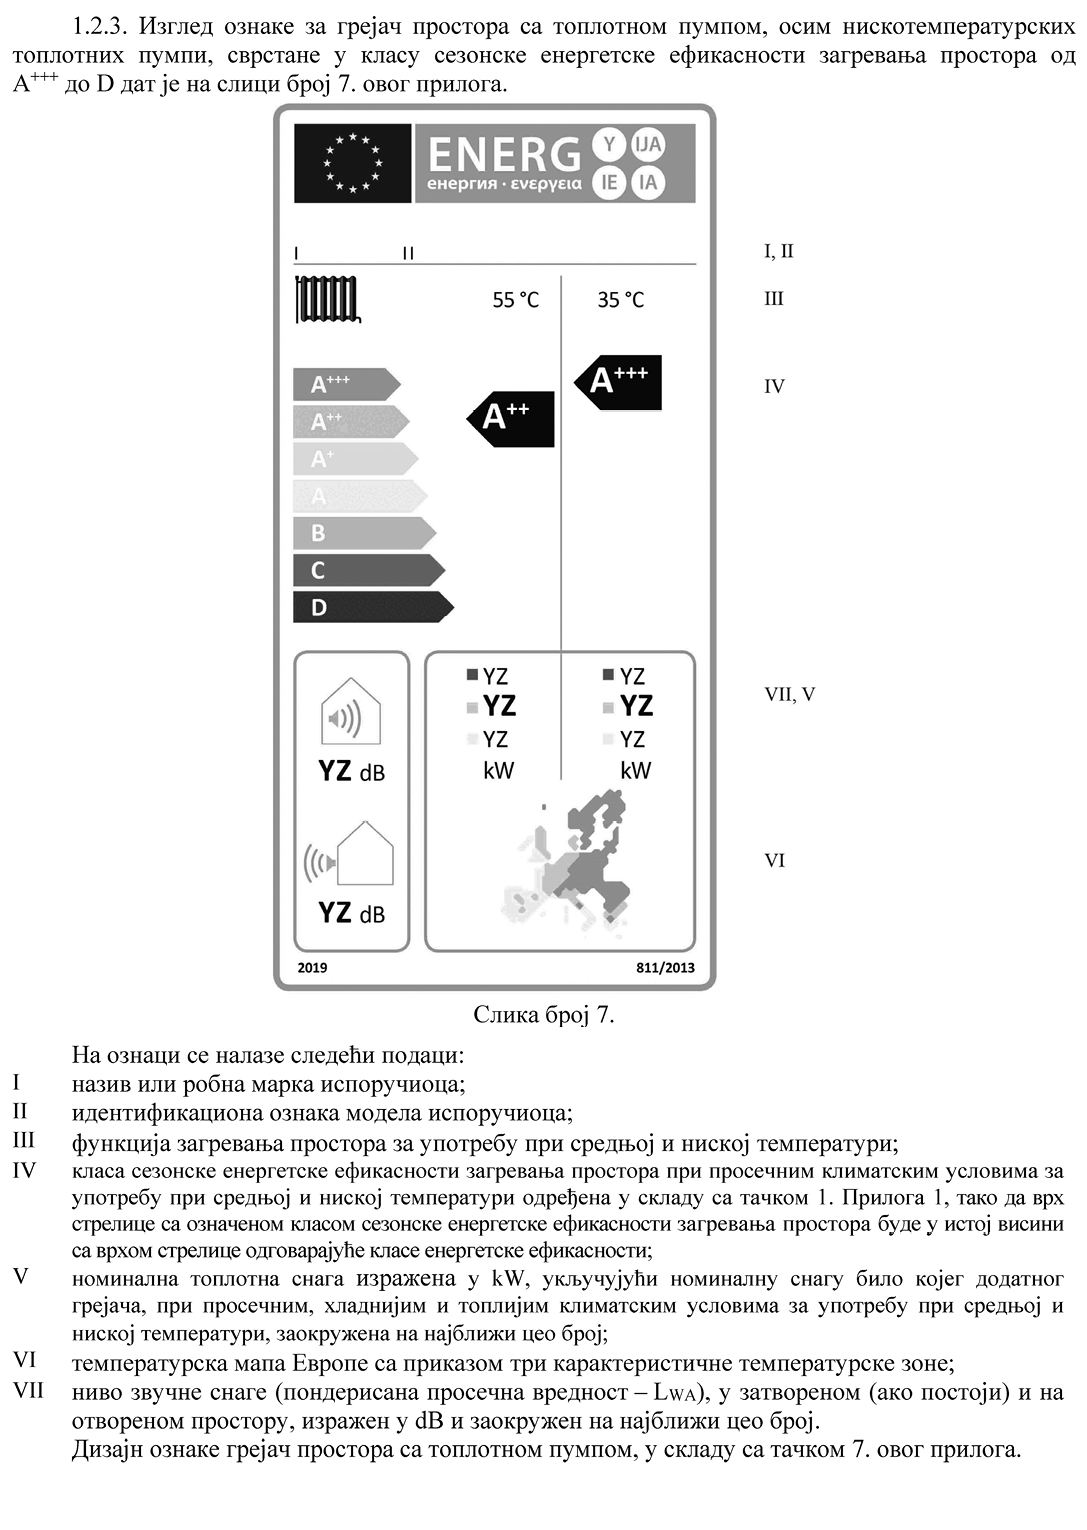 1.2.3. Изглед ознаке за грејач простора са топлотном пумпом, осим нискотемпературских
топлотних пумпи, сврстане у класу сезонске енергетске ефикасности загревања простора од
А+++ до D дат је на слици број 7. овог прилога.
ENERG
енергия · ενεργεια
Y IJA
IE IA
I II
I, II
55 °C 35 °C
III
A+++
A+++
IV
A++
A++
A+
A
B
C
D
YZ YZ
YZ YZ
VII, V
YZ YZ
kW kW
YZ dB
VI
YZ dB
2019 811/2013
Слика број 7.
На ознаци се налазе следећи подаци:
I назив или робна марка испоручиоца;
II идентификациона ознака модела испоручиоца;
III функција загревања простора за употребу при средњој и ниској температури;
IV класа сезонске енергетске ефикасности загревања простора при просечним климатским условима за
употребу при средњој и ниској температури одређена у складу са тачком 1. Прилога 1, тако да врх
стрелице са означеном класом сезонске енергетске ефикасности загревања простора буде у истој висини
са врхом стрелице одговарајуће класе енергетске ефикасности;
V номинална топлотна снага изражена у kW, укључујући номиналну снагу било којег додатног
грејача, при просечним, хладнијим и топлијим климатским условима за употребу при средњој и
ниској температури, заокружена на најближи цео број;
VI температурска мапа Европе са приказом три карактеристичне температурске зоне;
VII ниво звучне снаге (пондерисана просечна вредност – LWA), у затвореном (ако постоји) и на
отвореном простору, изражен у dB и заокружен на најближи цео број.
Дизајн ознаке грејач простора са топлотном пумпом, у складу са тачком 7. овог прилога.